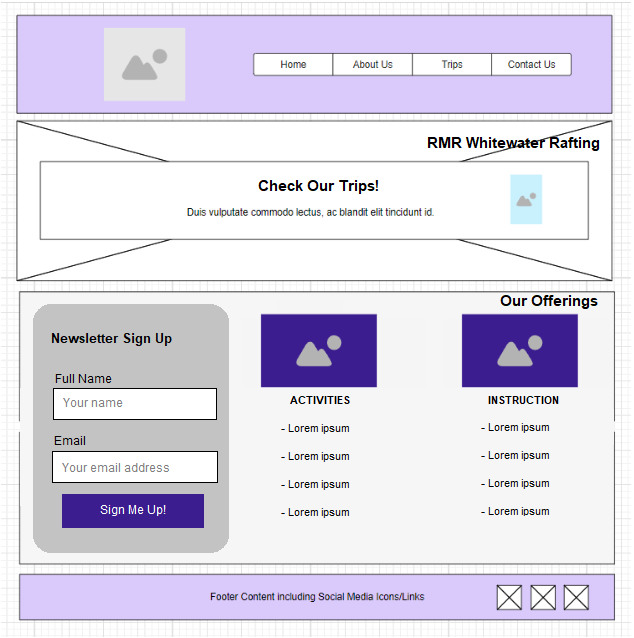 Home
About Us
Trips
Contact Us
RMR Whitewater Rafting
Check Our Trips!
Duis vulputate commodo lectus, ac blandit elit tincidunt id.
Our Offerings
Newsletter Sign Up
Full Name
Your name
Email
Your email address
Sign Me Up!
ACTIVITIES
- Lorem ipsum
- Lorem ipsum
- Lorem ipsum
- Lorem ipsum
INSTRUCTION
- Lorem ipsum
- Lorem ipsum
- Lorem ipsum
- Lorem ipsum
Footer Content including Social Media Icons/Links